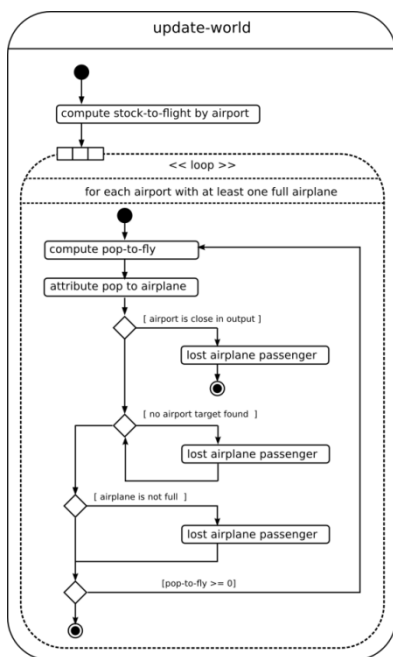 update-world
compute stock-to-flight by airport
<< loop >>
for each airport with at least one full airplane
compute pop-to-fly
attribute pop to airplane
[ airport is close in output ]
lost airplane passenger
[ no airport target found ]
lost airplane passenger
[ airplane is not full ]
lost airplane passenger
[pop-to-fly >= 0]